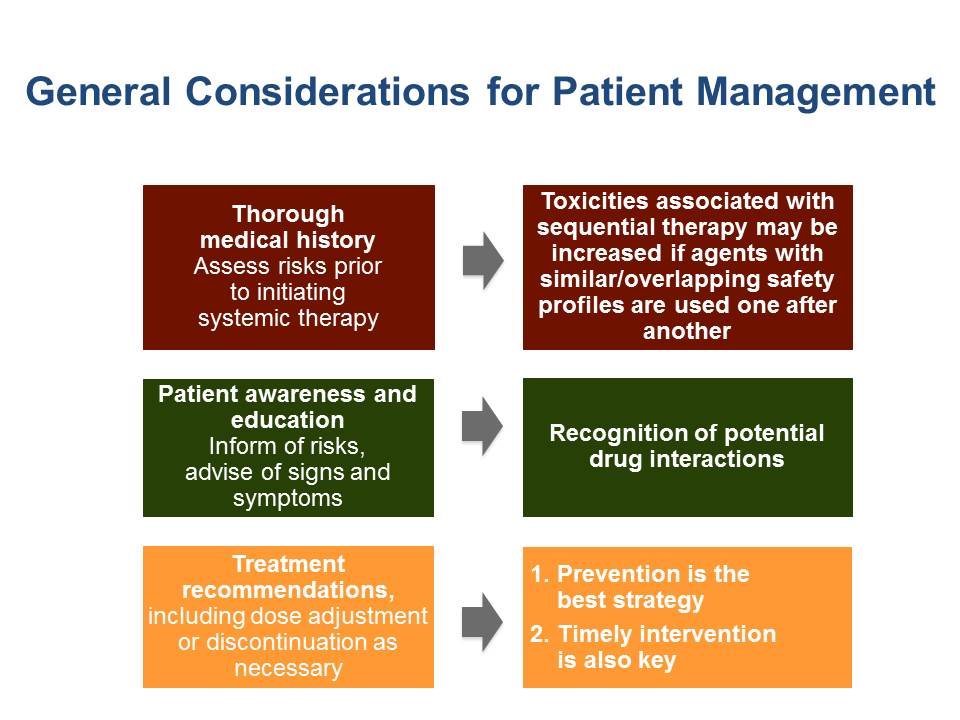 General Considerations for Patient Management
Thorough
medical history
Assess risks prior
to initiating
systemic therapy
Toxicities associated with
sequential therapy may be
increased if agents with
similar/overlapping safety
profiles are used one after
another
Patient awareness and
education
Inform of risks,
advise of signs and
symptoms
Recognition of potential
drug interactions
Treatment
recommendations,
including dose adjustment
or discontinuation as
necessary
1. Prevention is the
best strategy
2. Timely intervention
is also key